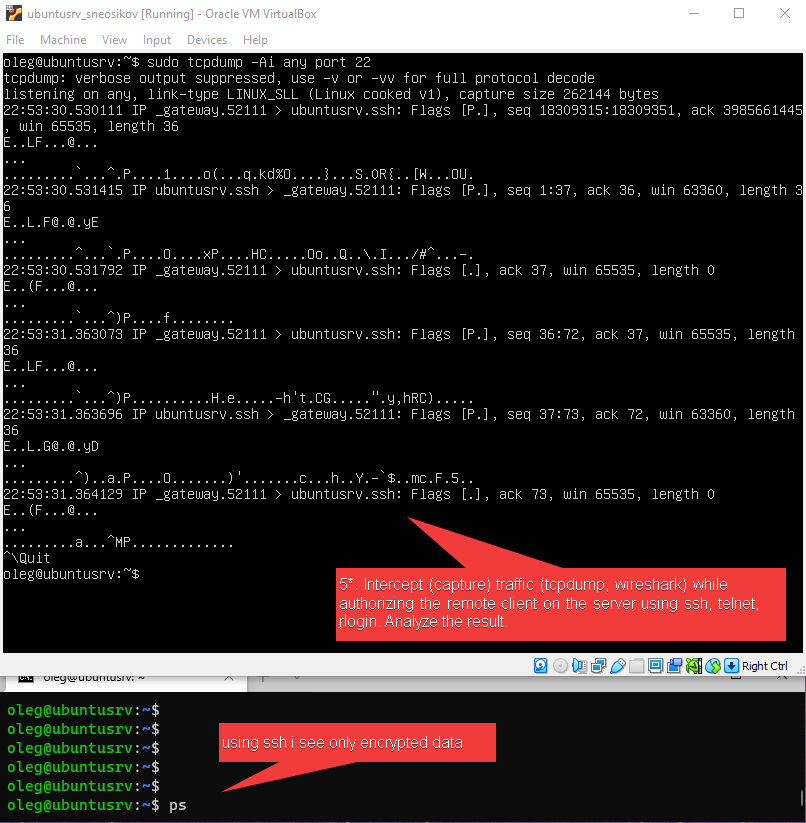 ubuntusrv_sneosikov [Running] - Oracle VM VirtualBox
File Machine View Input Devices Help
oleg@ubuntusrv:~$ sudo tcpdump -Ai any port 22
tcpdump: verbose output suppressed, use -v or -vv for full protocol decode
listening on any, link-type LINUX_SLL (Linux cooked v1), capture size 262144 bytes
22:53:30.530111 IP _gateway.52111 > ubuntusrv.ssh: Flags [P.], seq 18309315:18309351, ack 3985661445
, win 65535, length 36
E..LF...@...
...
.........`...^.P....1....o(...q.kd%O....}...S.OR{..[W...OU.
22:53:30.531415 IP ubuntusrv.ssh > _gateway.52111: Flags [P.], seq 1:37, ack 36, win 63360, length 3
6
E..L.F@.@.yE
...
.........^...`.P....O....xP....HC.....Oo..Q..\.I.../#^...-.
22:53:30.531792 IP _gateway.52111 > ubuntusrv.ssh: Flags [.], ack 37, win 65535, length 0
E..(F...@...
...
.........`...^)P....f........
22:53:31.363073 IP _gateway.52111 > ubuntusrv.ssh: Flags [P.], seq 36:72, ack 37, win 65535, length
36
E..LF...@...
...
.........`...^)P..........H.e.....-h't.CG.....".y,hRC).....
22:53:31.363696 IP ubuntusrv.ssh > _gateway.52111: Flags [P.], seq 37:73, ack 72, win 63360, length
36
E..L.G@.@.yD
...
.........^)..a.P....O.......)'.......c...h..Y.-`$..mc.F.5..
22:53:31.364129 IP _gateway.52111 > ubuntusrv.ssh: Flags [.], ack 73, win 65535, length 0
E..(F...@...
...
.........a...^MP.............
^\Quit
oleg@ubuntusrv:~$
5*. Intercept (capture) traffic (tcpdump, wireshark) while
authorizing the remote client on the server using ssh, telnet,
rlogin. Analyze the result.
Right Ctrl
oleg@ubuntusrv: ~
oleg@ubuntusrv:~$
oleg@ubuntusrv:~$
oleg@ubuntusrv:~$
using ssh i see only encrypted data
oleg@ubuntusrv:~$
oleg@ubuntusrv:~$
oleg@ubuntusrv:~$ ps